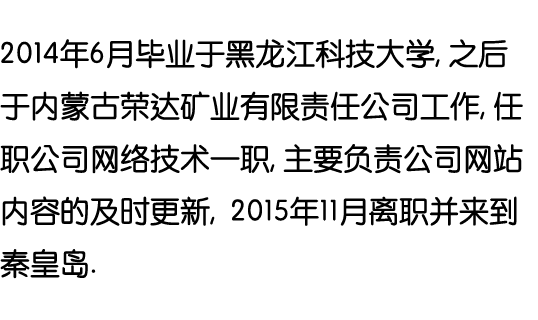 2014年6月毕业于黑龙江科技大学, 之后
于内蒙古荣达矿业有限责任公司工作, 任
职公司网络技术一职, 主要负责公司网站
内容的及时更新, 2015年11月离职并来到
秦皇岛.